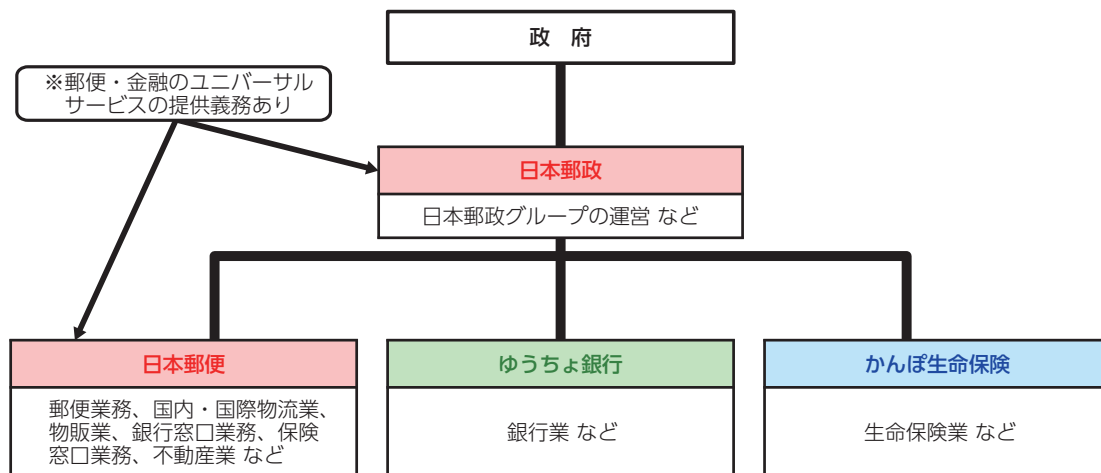 政 府
※郵便・金融のユニバーサル
サービスの提供義務あり
日本郵政
日本郵政グループの運営 など
日本郵便
郵便業務、国内・国際物流業、
物販業、銀行窓口業務、保険
窓口業務、不動産業 など
ゆうちょ銀行
銀行業 など
かんぽ生命保険
生命保険業 など